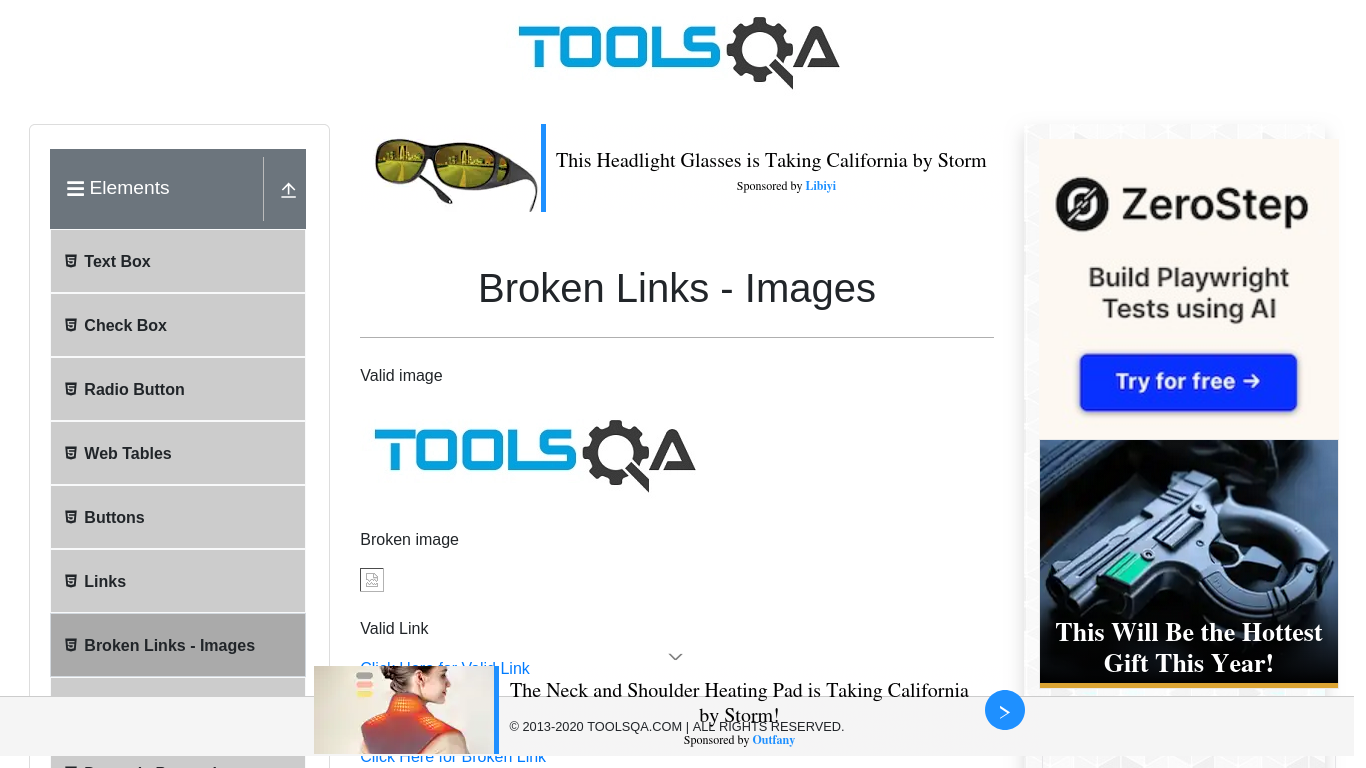 TOOLSQA
Elements
Text Box
Check Box
Radio Button
Web Tables
Buttons
Links
Broken Links - Images
This Headlight Glasses is Taking California by Storm
Sponsored by Libiyi
Broken Links - Images
Valid image
TOOLSQA
Broken image
Valid Link
Click Here for Valid Link
The Neck and Shoulder Heating Pad is Taking California
by Storm!
© 2013-2020 TOOLSQA.COM | ALL RIGHTS RESERVED.
Sponsored by Outfany
Click Here for Broken Link
ZeroStep
Build Playwright
Tests using AI
Try for free →
This Will Be the Hottest
Gift This Year!